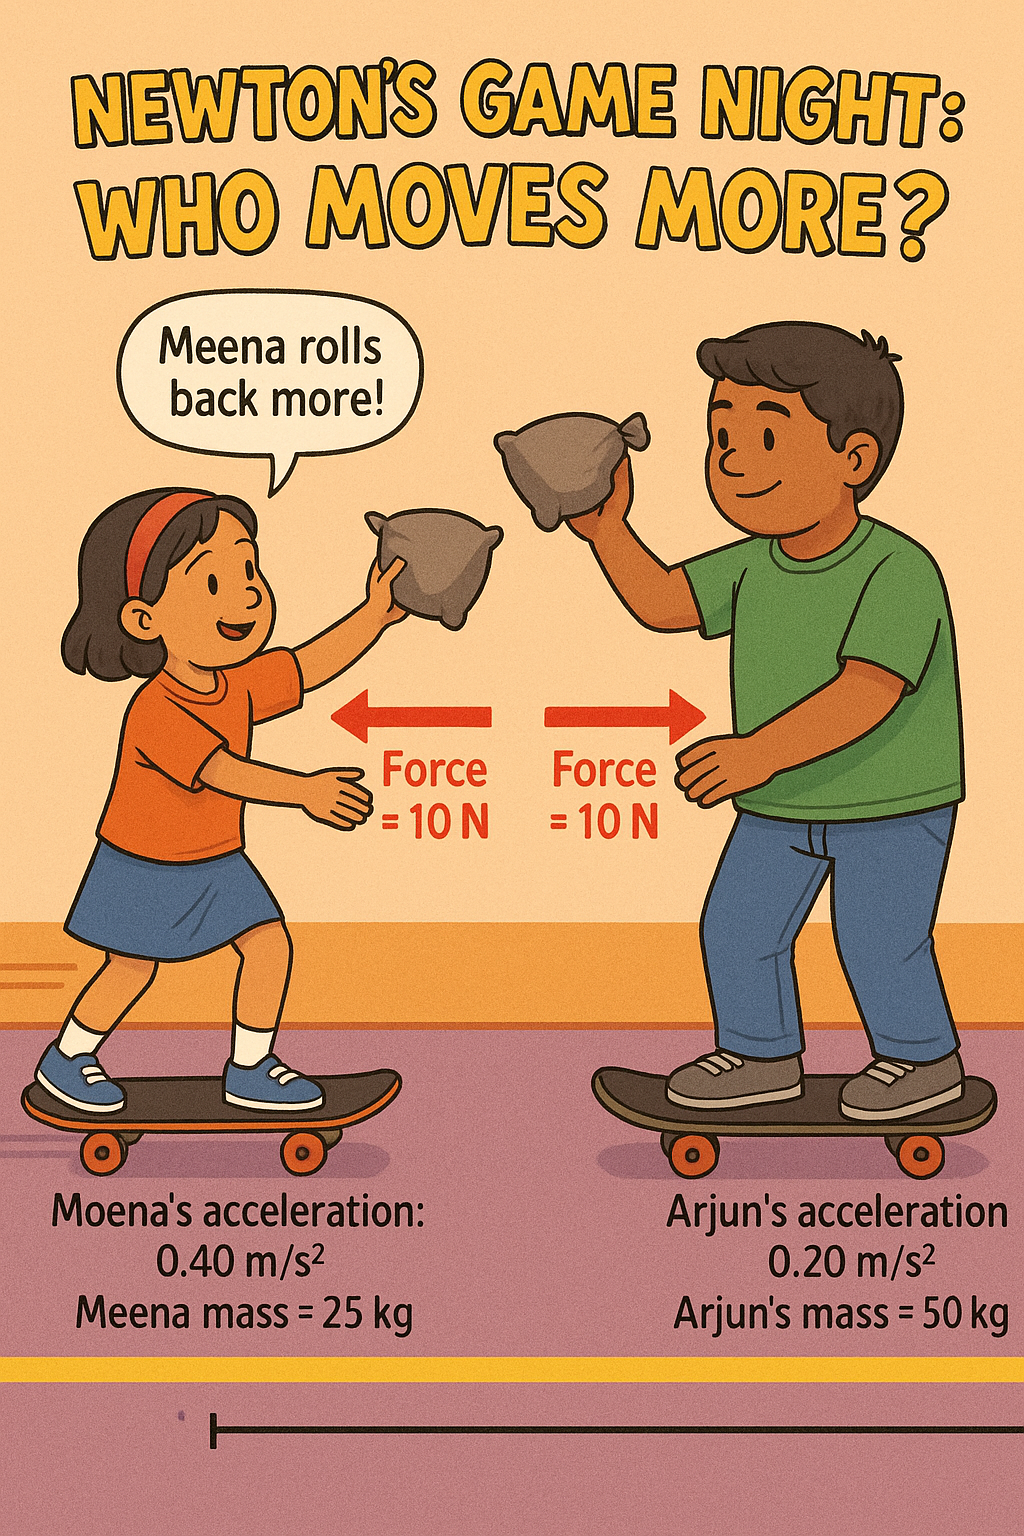 NEWTON'S GAME NIGHT:
WHO MOVES MORE?
Meena rolls
back more!
Force
= 10 N
Force
= 10 N
Moena's acceleration:
0.40 m/s²
Meena mass = 25 kg
Arjun's acceleration
0.20 m/s²
Arjun's mass = 50 kg